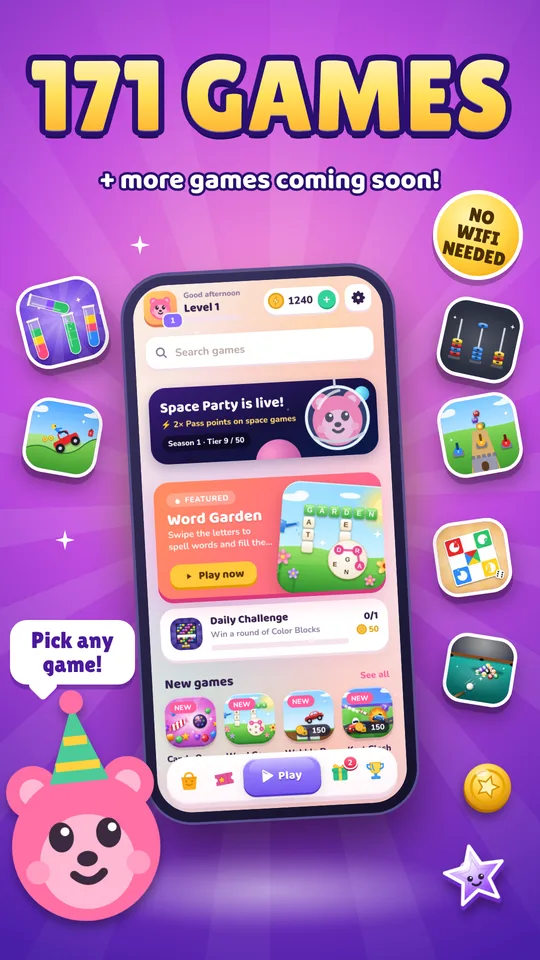 171 GAMES
+ more games coming soon!
NO
WIFI
NEEDED
Good afternoon
Level 1
1
1240
+
Search games
Space Party is live!
2× Pass points on space games
Season 1 · Tier 9 / 50
FEATURED
Word Garden
Swipe the letters to
spell words and fill the...
Play now
GARDEN
Daily Challenge
0/1
Win a round of Color Blocks
50
New games
See all
NEW
NEW
NEW
NEW
150
150
Pick any
game!
Play
2